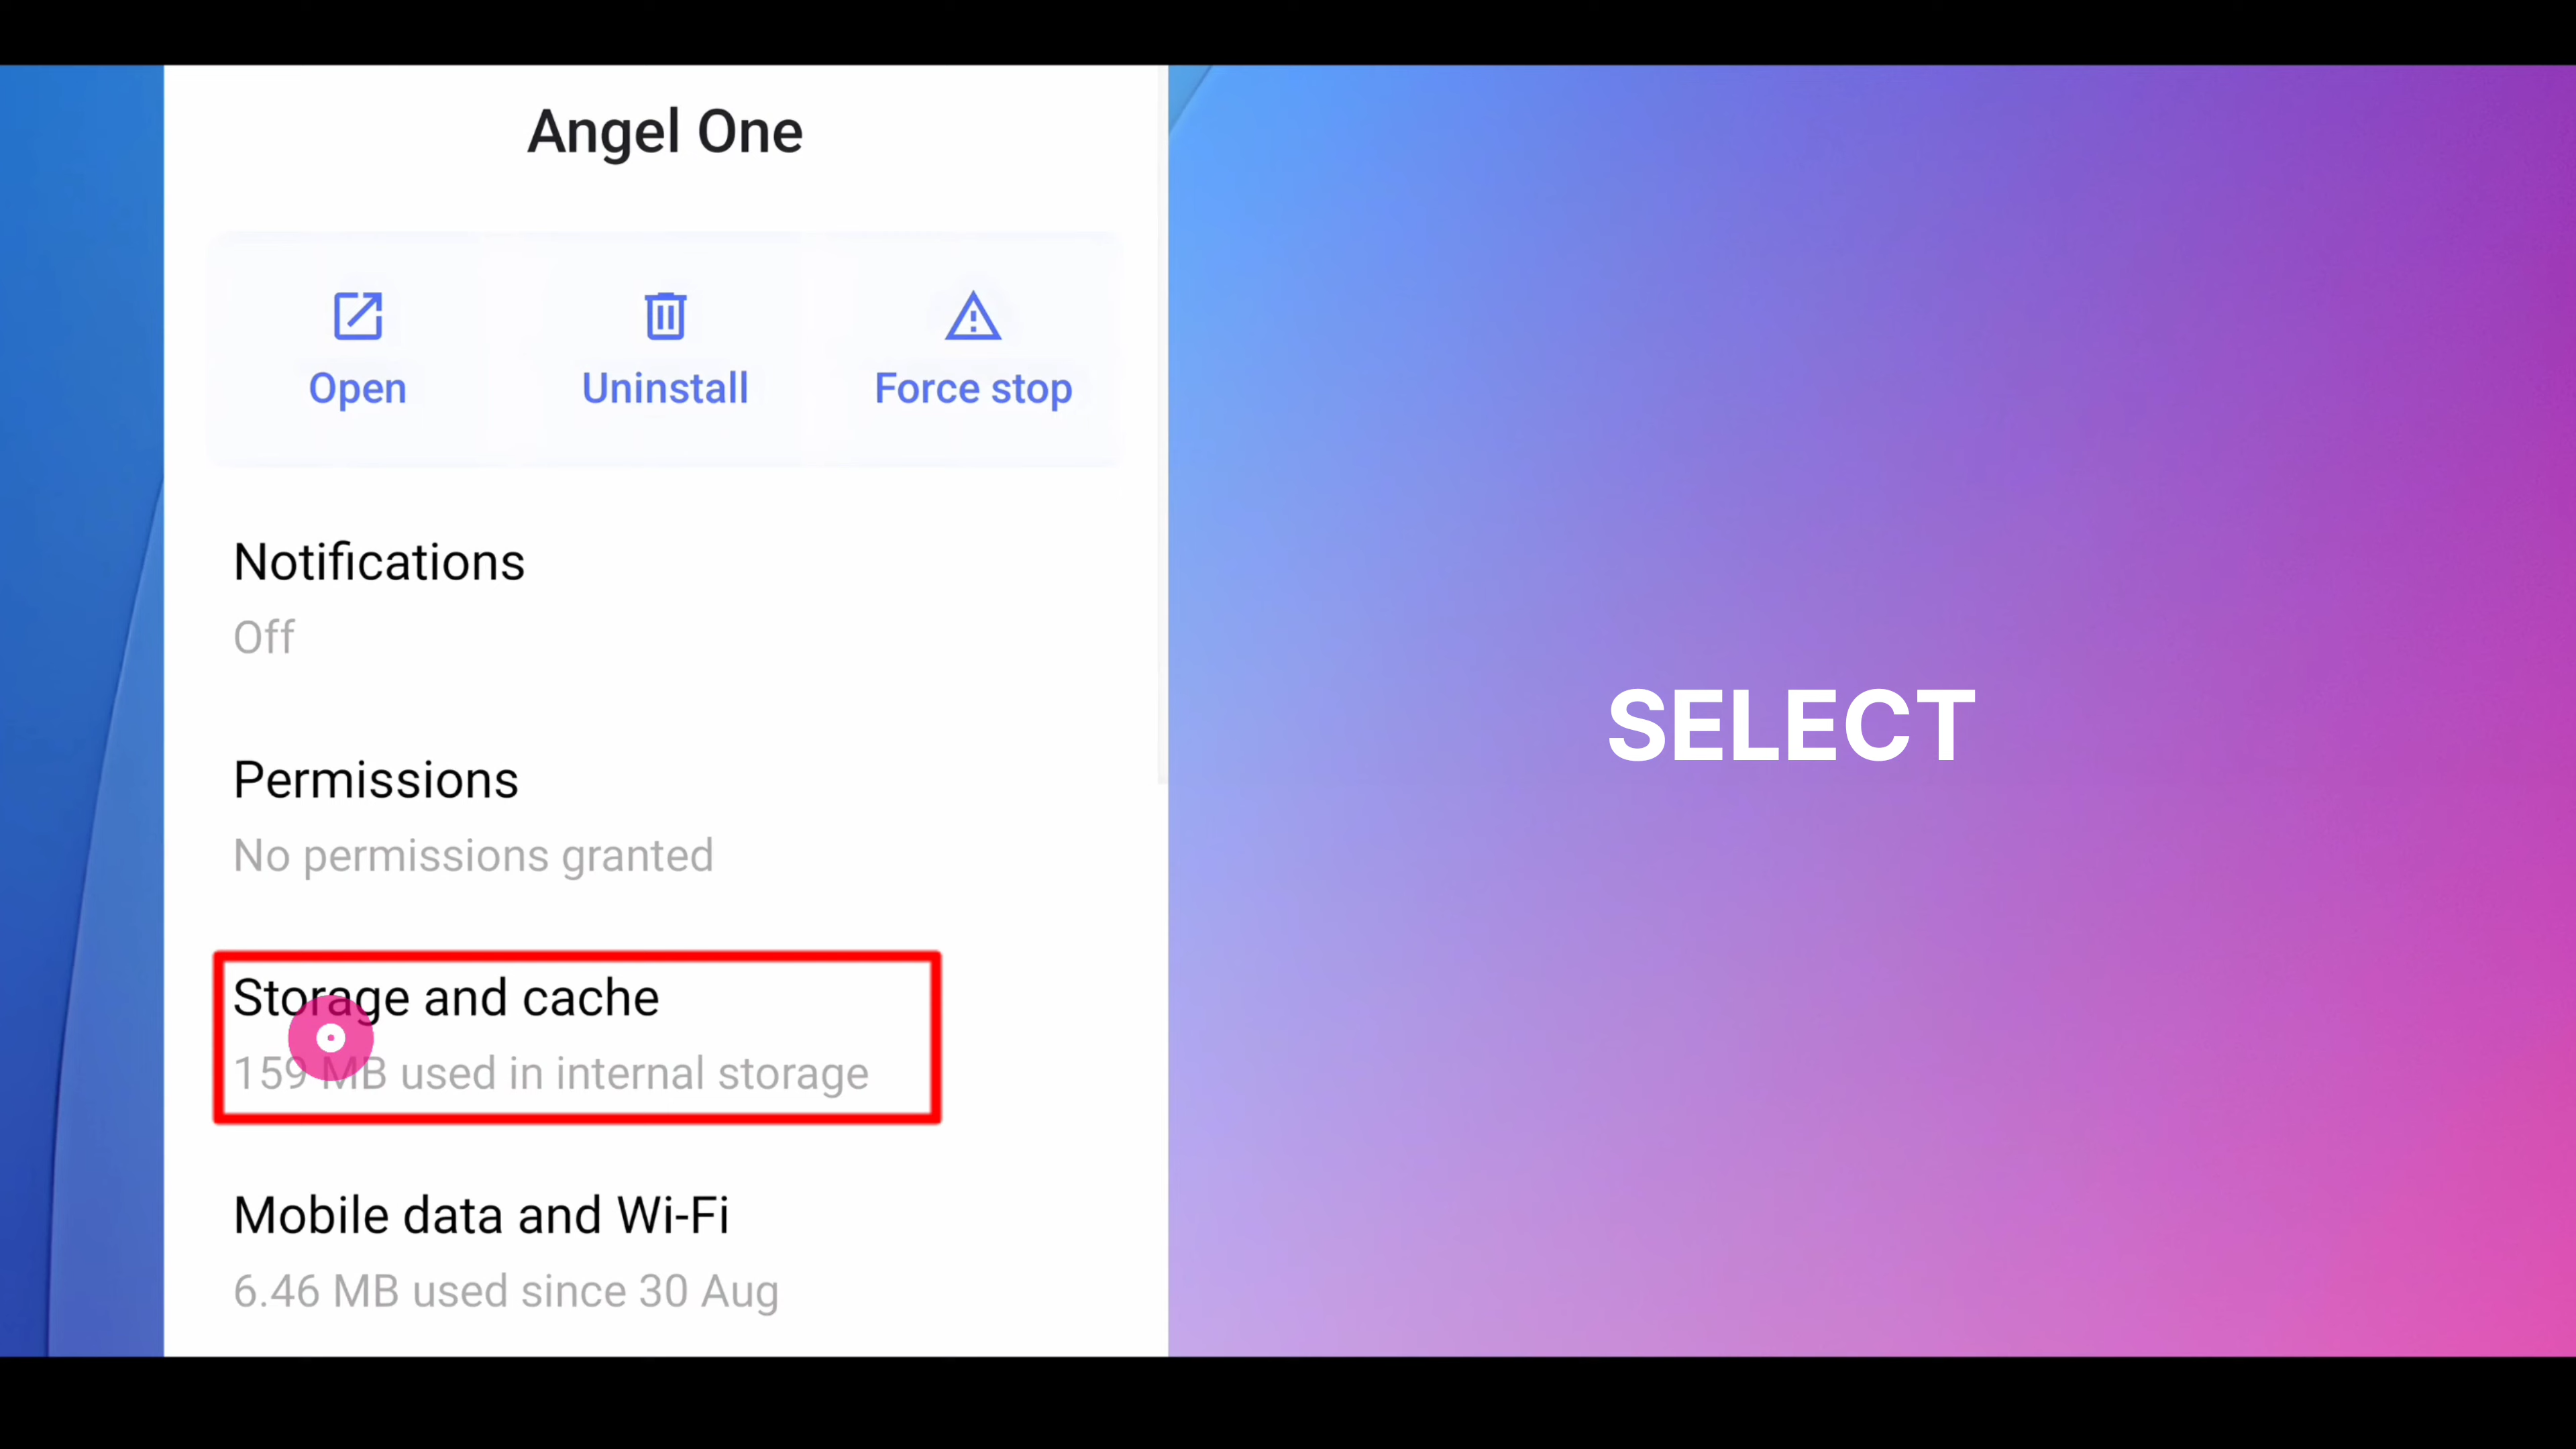 Angel One
Open
Uninstall
Force stop
Notifications
Off
Permissions
No permissions granted
Storage and cache
159 MB used in internal storage
Mobile data and Wi-Fi
6.46 MB used since 30 Aug
SELECT